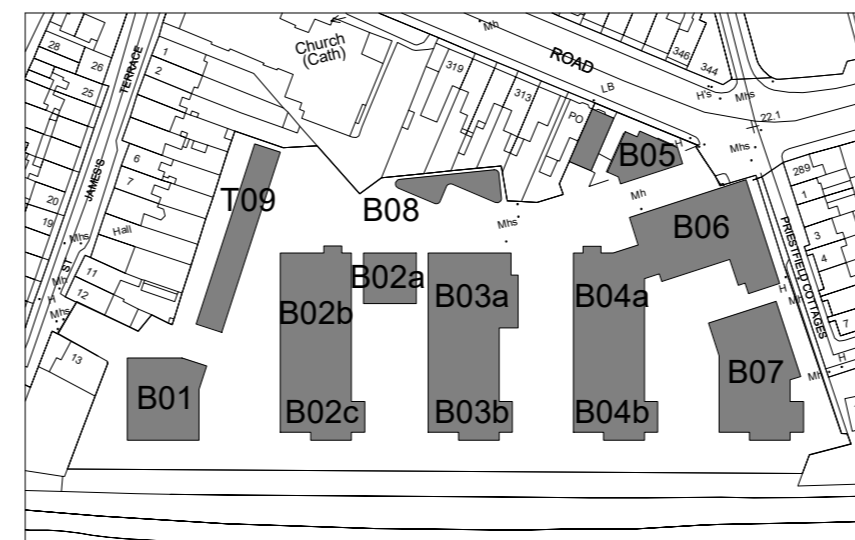 28
26
25
TERRACE
1
2
Church
(Cath)
Mh
ROAD
346
344
319
313
LB
PO
H's
Mhs
22.1
Mhs
H
B05
6
7
JAMES'S
20
19
Mhs
Hall
ST
T09
B08
Mhs
Mh
B06
289
1
3
4
PRIESTFIELD COTTAGES
7
11
12
Mh
H
Mhs
13
B02a
B02b
B03a
B04a
H
Mh
H
Mh
B01
B02c
B03b
B04b
B07